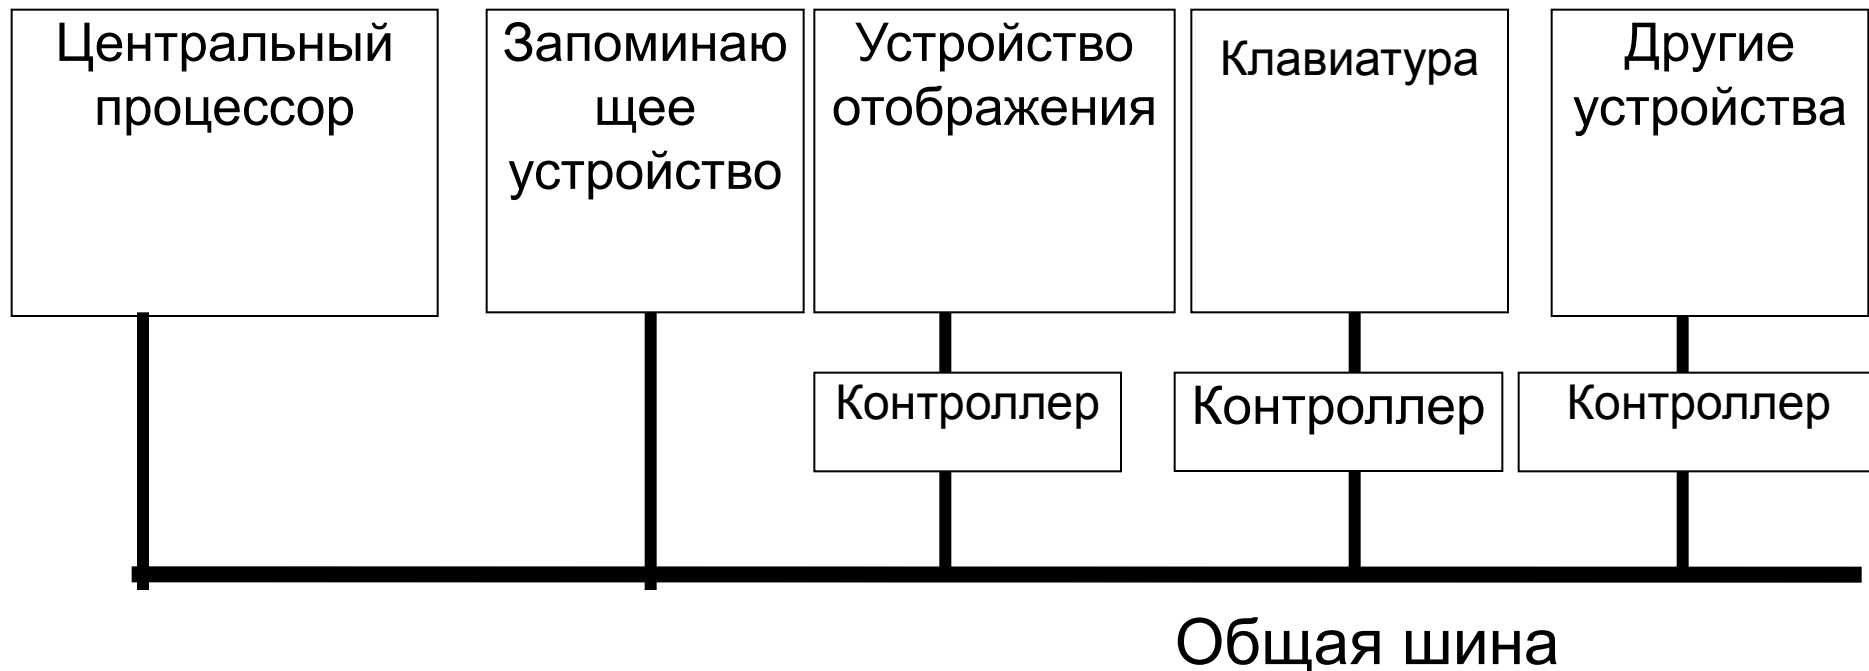 Центральный
процессор
Запоминаю
щее
устройство
Устройство
отображения
Клавиатура
Другие
устройства
Контроллер
Контроллер
Контроллер
Общая шина